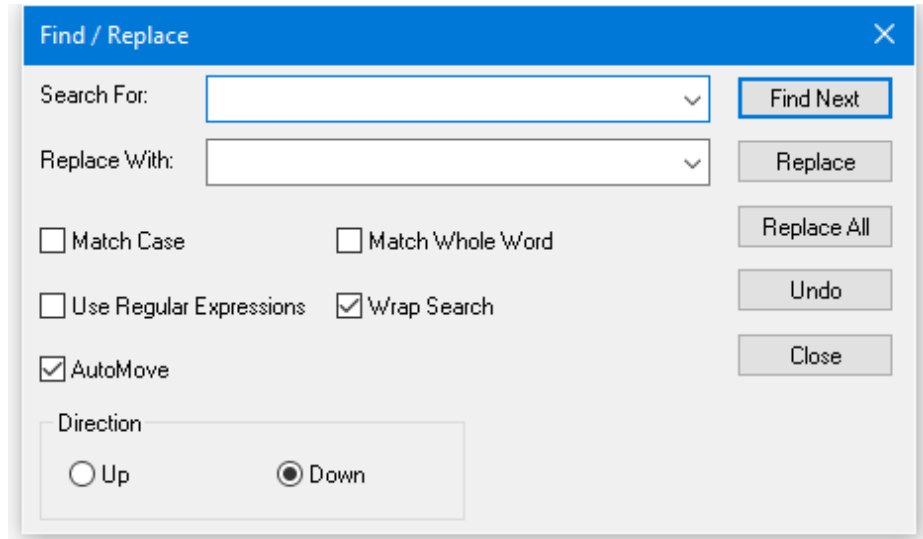 Find / Replace
Search For:
Find Next
Replace With:
Replace
Match Case
Match Whole Word
Replace All
Use Regular Expressions
Wrap Search
Undo
AutoMove
Close
Direction
Up
Down